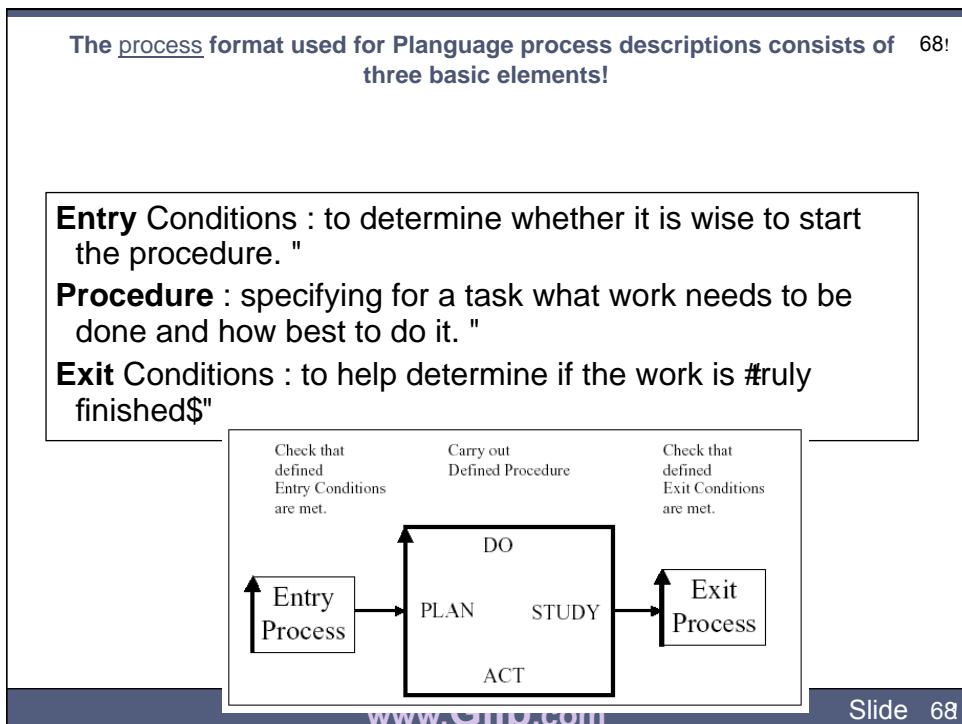 The process format used for Planguage process descriptions consists of
three basic elements!
68!
Entry Conditions : to determine whether it is wise to start
the procedure. "
Procedure : specifying for a task what work needs to be
done and how best to do it. "
Exit Conditions : to help determine if the work is #truly
finished$"
Check that
defined
Entry Conditions
are met.
Carry out
Defined Procedure
Check that
defined
Exit Conditions
are met.
Entry
Process
PLAN
DO
STUDY
ACT
Exit
Process
www.Gilb.com
Slide 68